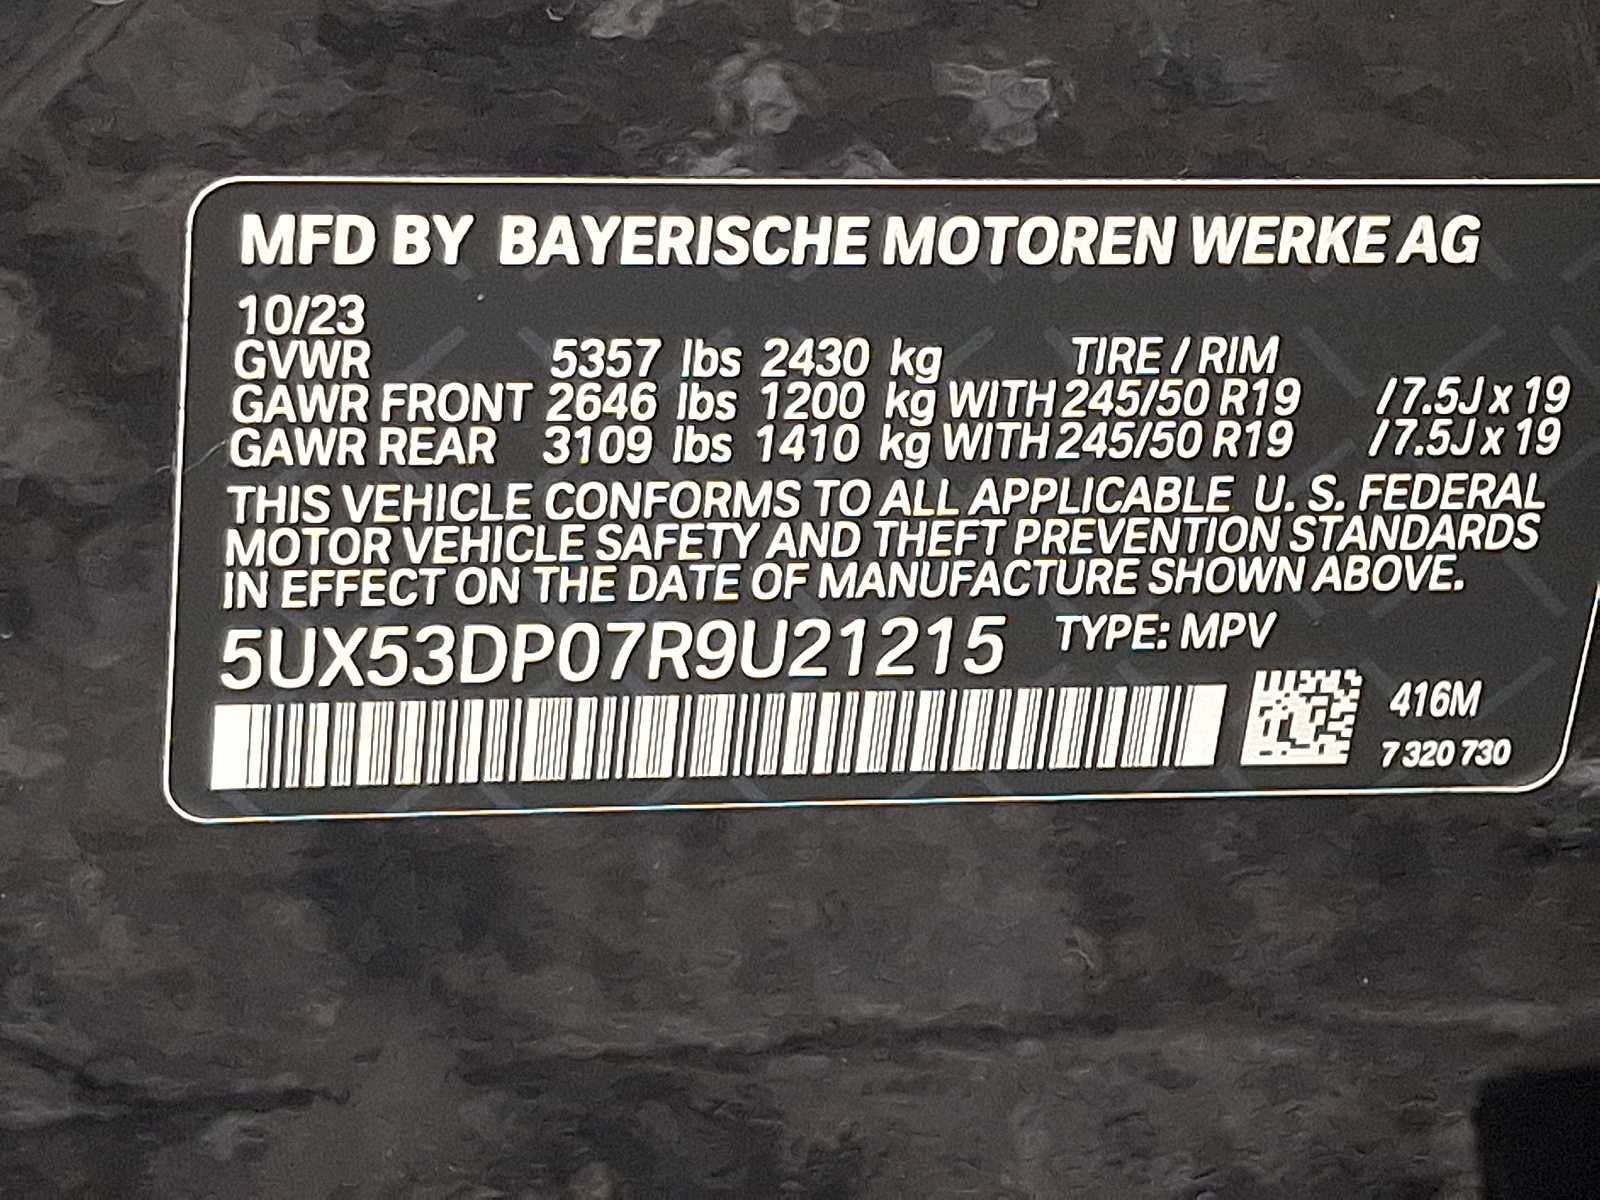 MFD BY BAYERISCHE MOTOREN WERKE AG
10/23
GVWR 5357 lbs 2430 kg TIRE / RIM
GAWR FRONT 2646 lbs 1200 kg WITH 245/50 R19 / 7.5J x 19
GAWR REAR 3109 lbs 1410 kg WITH 245/50 R19 / 7.5J x 19
THIS VEHICLE CONFORMS TO ALL APPLICABLE U. S. FEDERAL
MOTOR VEHICLE SAFETY AND THEFT PREVENTION STANDARDS
IN EFFECT ON THE DATE OF MANUFACTURE SHOWN ABOVE.
5UX53DP07R9U21215 TYPE: MPV
416M
7 320 730